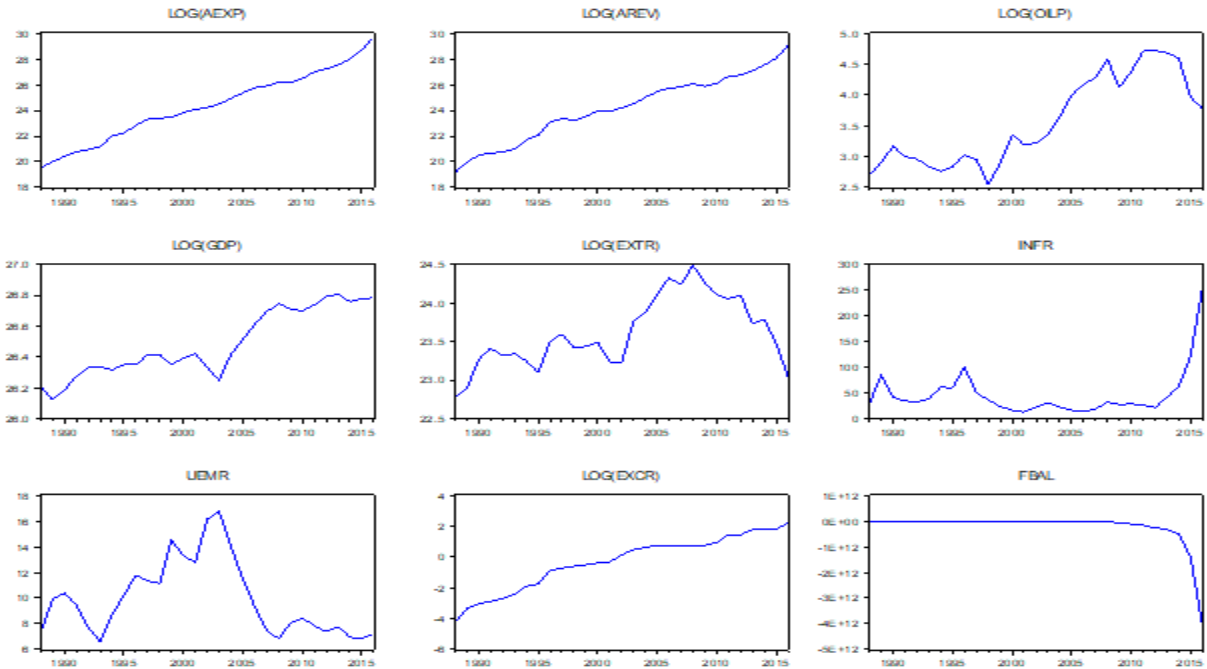 LOG(AEXP)
30
28
26
24
22
20
18
1990 1995 2000 2005 2010 2015
LOG(AREV)
30
28
26
24
22
20
18
1990 1995 2000 2005 2010 2015
LOG(OILP)
5.0
4.5
4.0
3.5
3.0
2.5
1990 1995 2000 2005 2010 2015
LOG(GDP)
27.0
26.8
26.6
26.4
26.2
26.0
1990 1995 2000 2005 2010 2015
LOG(EXTR)
24.5
24.0
23.5
23.0
22.5
1990 1995 2000 2005 2010 2015
INFR
300
250
200
150
100
50
0
1990 1995 2000 2005 2010 2015
UEMR
18
16
14
12
10
8
6
1990 1995 2000 2005 2010 2015
LOG(EXCR)
4
2
0
-2
-4
-6
1990 1995 2000 2005 2010 2015
FBAL
1E+12
0E+00
-1E+12
-2E+12
-3E+12
-4E+12
-5E+12
1990 1995 2000 2005 2010 2015